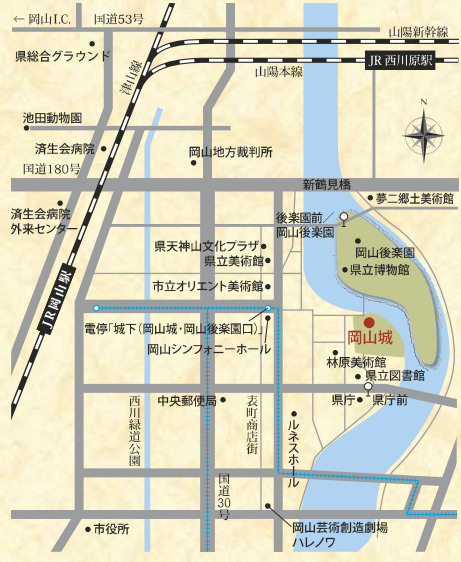 ← 岡山I.C.
国道53号
山陽新幹線
県総合グラウンド
JR西川原駅
津山線
山陽本線
N
池田動物園
済生会病院
岡山地方裁判所
国道180号
新鶴見橋
夢二郷土美術館
済生会病院
外来センター
後楽園前/
岡山後楽園
県天神山文化プラザ
岡山後楽園
県立美術館
県立博物館
市立オリエント美術館
JR岡山駅
電停「城下(岡山城・岡山後楽園口)」
岡山城
岡山シンフォニーホール
林原美術館
県立図書館
西川緑道公園
中央郵便局
表町商店街
県庁
県庁前
ルネスホール
国道30号
市役所
岡山芸術創造劇場
ハレノワ